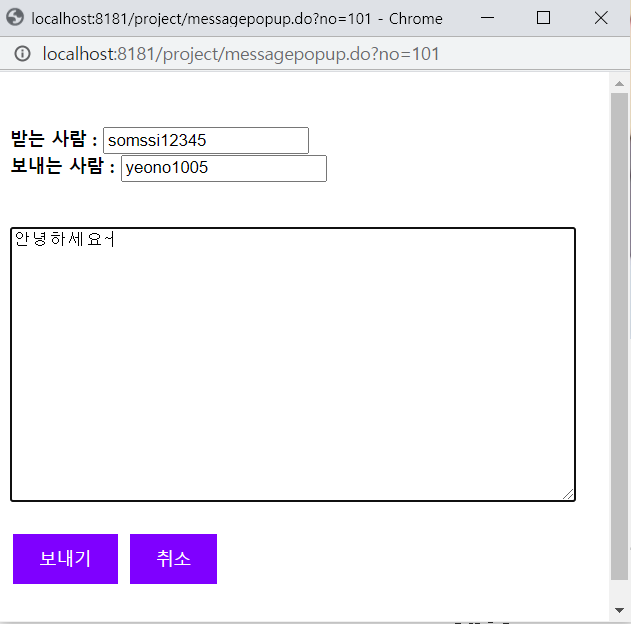 localhost:8181/project/messagepopup.do?no=101 - Chrome
localhost:8181/project/messagepopup.do?no=101
받는 사람 : somssi12345
보내는 사람 : yeono1005
안녕하세요~
보내기 취소